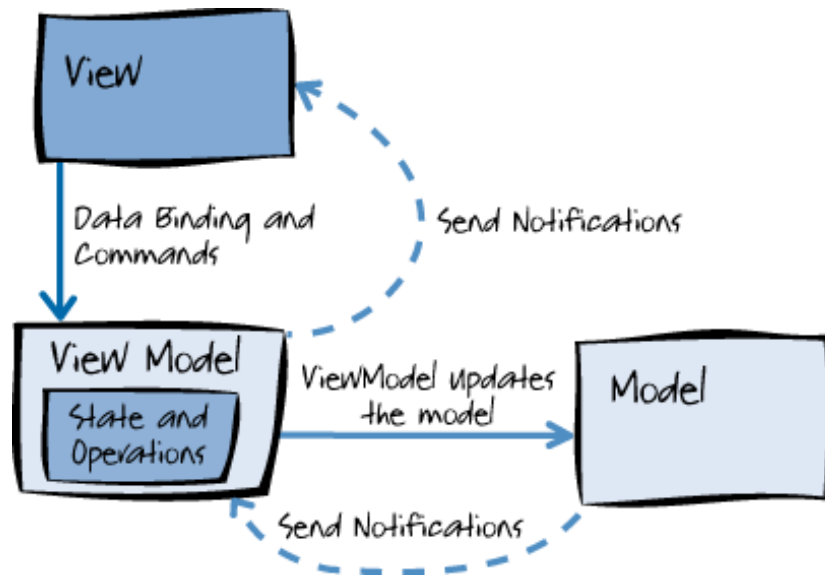 View
Data Binding and
Commands
Send Notifications
View Model
State and
Operations
ViewModel updates
the model
Model
Send Notifications